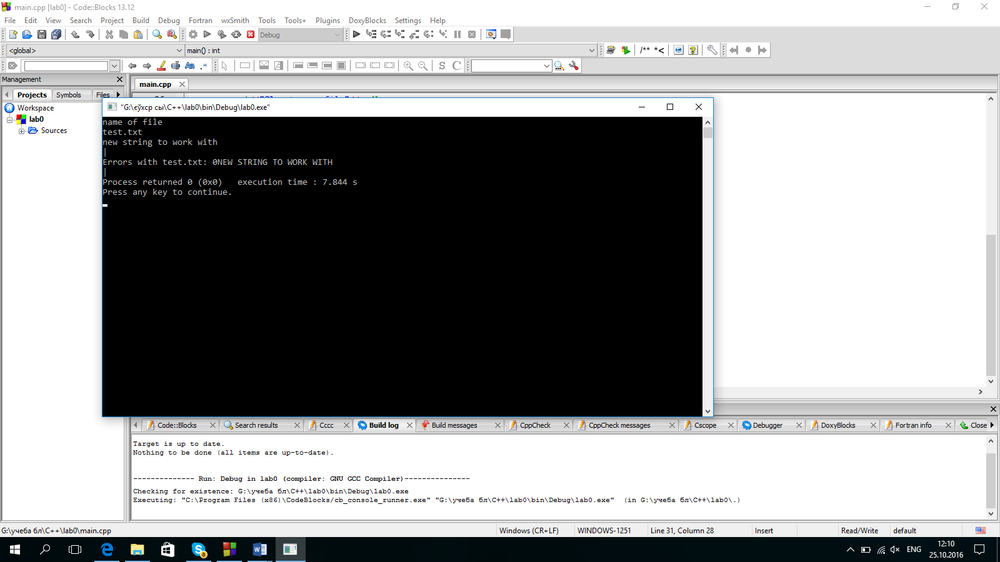 main.cpp [lab0] - Code::Blocks 13.12
File Edit View Search Project Build Debug Fortran wxSmith Tools Tools+ Plugins DoxyBlocks Settings Help
Debug
<global> main() : int /** *<
Aa .* S C
Management
main.cpp
Projects Symbols Files
Workspace
lab0
Sources
"G:\єўхср сы\C++\lab0\bin\Debug\lab0.exe"
name of file
test.txt
new string to work with
|
Errors with test.txt: 0NEW STRING TO WORK WITH
|
Process returned 0 (0x0)   execution time : 7.844 s
Press any key to continue.
Code::Blocks Search results Cccc Build log Build messages CppCheck CppCheck messages Cscope Debugger DoxyBlocks Fortran info Close
Target is up to date.
Nothing to be done (all items are up-to-date).
-------------- Run: Debug in lab0 (compiler: GNU GCC Compiler)---------------
Checking for existence: G:\учеба бл\C++\lab0\bin\Debug\lab0.exe
Executing: "C:\Program Files (x86)\CodeBlocks/cb_console_runner.exe" "G:\учеба бл\C++\lab0\bin\Debug\lab0.exe"  (in G:\учеба бл\C++\lab0\.)
G:\учеба бл\C++\lab0\main.cpp Windows (CR+LF) WINDOWS-1251 Line 31, Column 28 Insert Read/Write default
8 ENG 12:10
25.10.2016